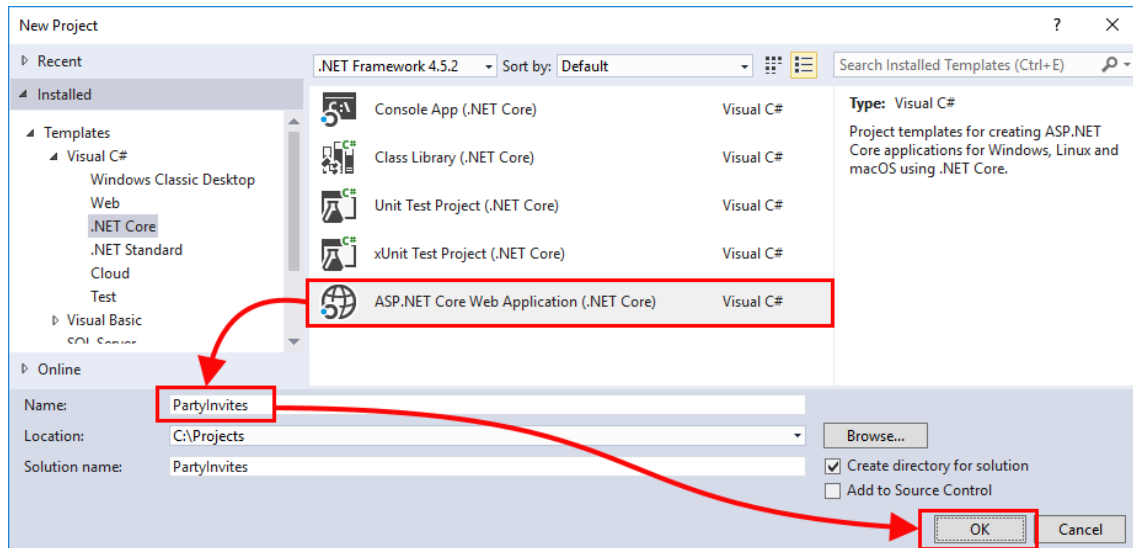 New Project
?
Recent
.NET Framework 4.5.2
Sort by: Default
Search Installed Templates (Ctrl+E)
Installed
Templates
Visual C#
Windows Classic Desktop
Web
.NET Core
.NET Standard
Cloud
Test
Visual Basic
SQL Server
Online
Console App (.NET Core) Visual C#
Class Library (.NET Core) Visual C#
Unit Test Project (.NET Core) Visual C#
xUnit Test Project (.NET Core) Visual C#
ASP.NET Core Web Application (.NET Core) Visual C#
Type: Visual C#
Project templates for creating ASP.NET
Core applications for Windows, Linux and
macOS using .NET Core.
Name: PartyInvites
Location: C:\Projects
Browse...
Solution name: PartyInvites
Create directory for solution
Add to Source Control
OK
Cancel